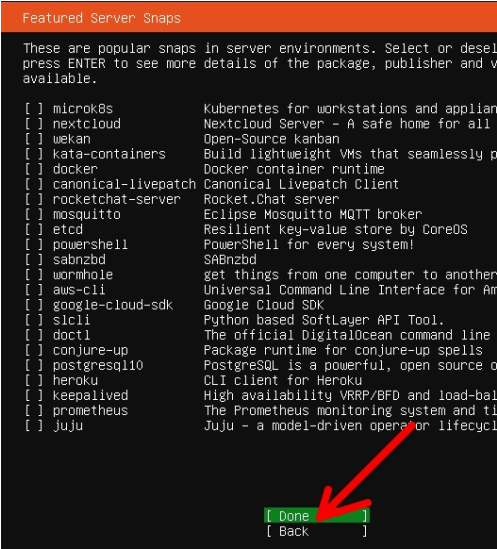 Featured Server Snaps
These are popular snaps in server environments. Select or desel
press ENTER to see more details of the package, publisher and v
available.
[ ] microk8s Kubernetes for workstations and applian
[ ] nextcloud Nextcloud Server - A safe home for all
[ ] wekan Open-Source kanban
[ ] kata-containers Build lightweight VMs that seamlessly p
[ ] docker Docker container runtime
[ ] canonical-livepatch Canonical Livepatch Client
[ ] rocketchat-server Rocket.Chat server
[ ] mosquitto Eclipse Mosquitto MQTT broker
[ ] etcd Resilient key-value store by CoreOS
[ ] powershell PowerShell for every system!
[ ] sabnzbd SABnzbd
[ ] wormhole get things from one computer to another
[ ] aws-cli Universal Command Line Interface for Am
[ ] google-cloud-sdk Google Cloud SDK
[ ] slcli Python based SoftLayer API Tool.
[ ] doctl The official DigitalOcean command line
[ ] conjure-up Package runtime for conjure-up spells
[ ] postgresql10 PostgreSQL is a powerful, open source o
[ ] heroku CLI client for Heroku
[ ] keepalived High availability VRRP/BFD and load-bal
[ ] prometheus The Prometheus monitoring system and ti
[ ] juju Juju - a model-driven operator lifecycl
[ Done ]
[ Back ]